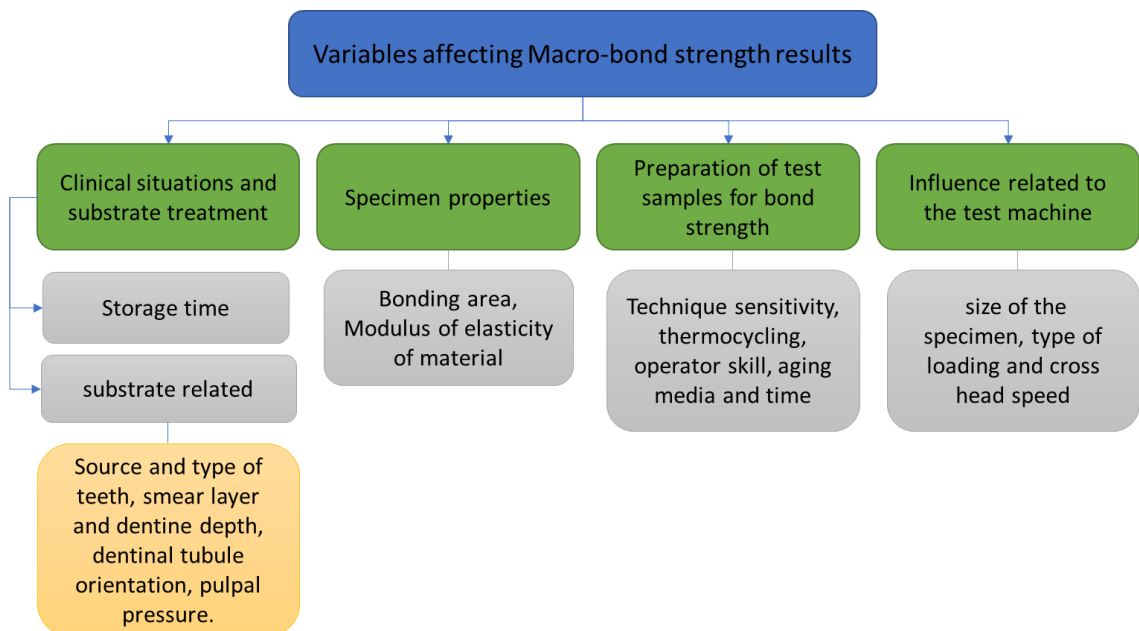 Variables affecting Macro-bond strength results
Clinical situations and
substrate treatment
Storage time
substrate related
Source and type of
teeth, smear layer
and dentine depth,
dentinal tubule
orientation, pulpal
pressure.
Specimen properties
Bonding area,
Modulus of elasticity
of material
Preparation of test
samples for bond
strength
Technique sensitivity,
thermocycling,
operator skill, aging
media and time
Influence related to
the test machine
size of the
specimen, type of
loading and cross
head speed